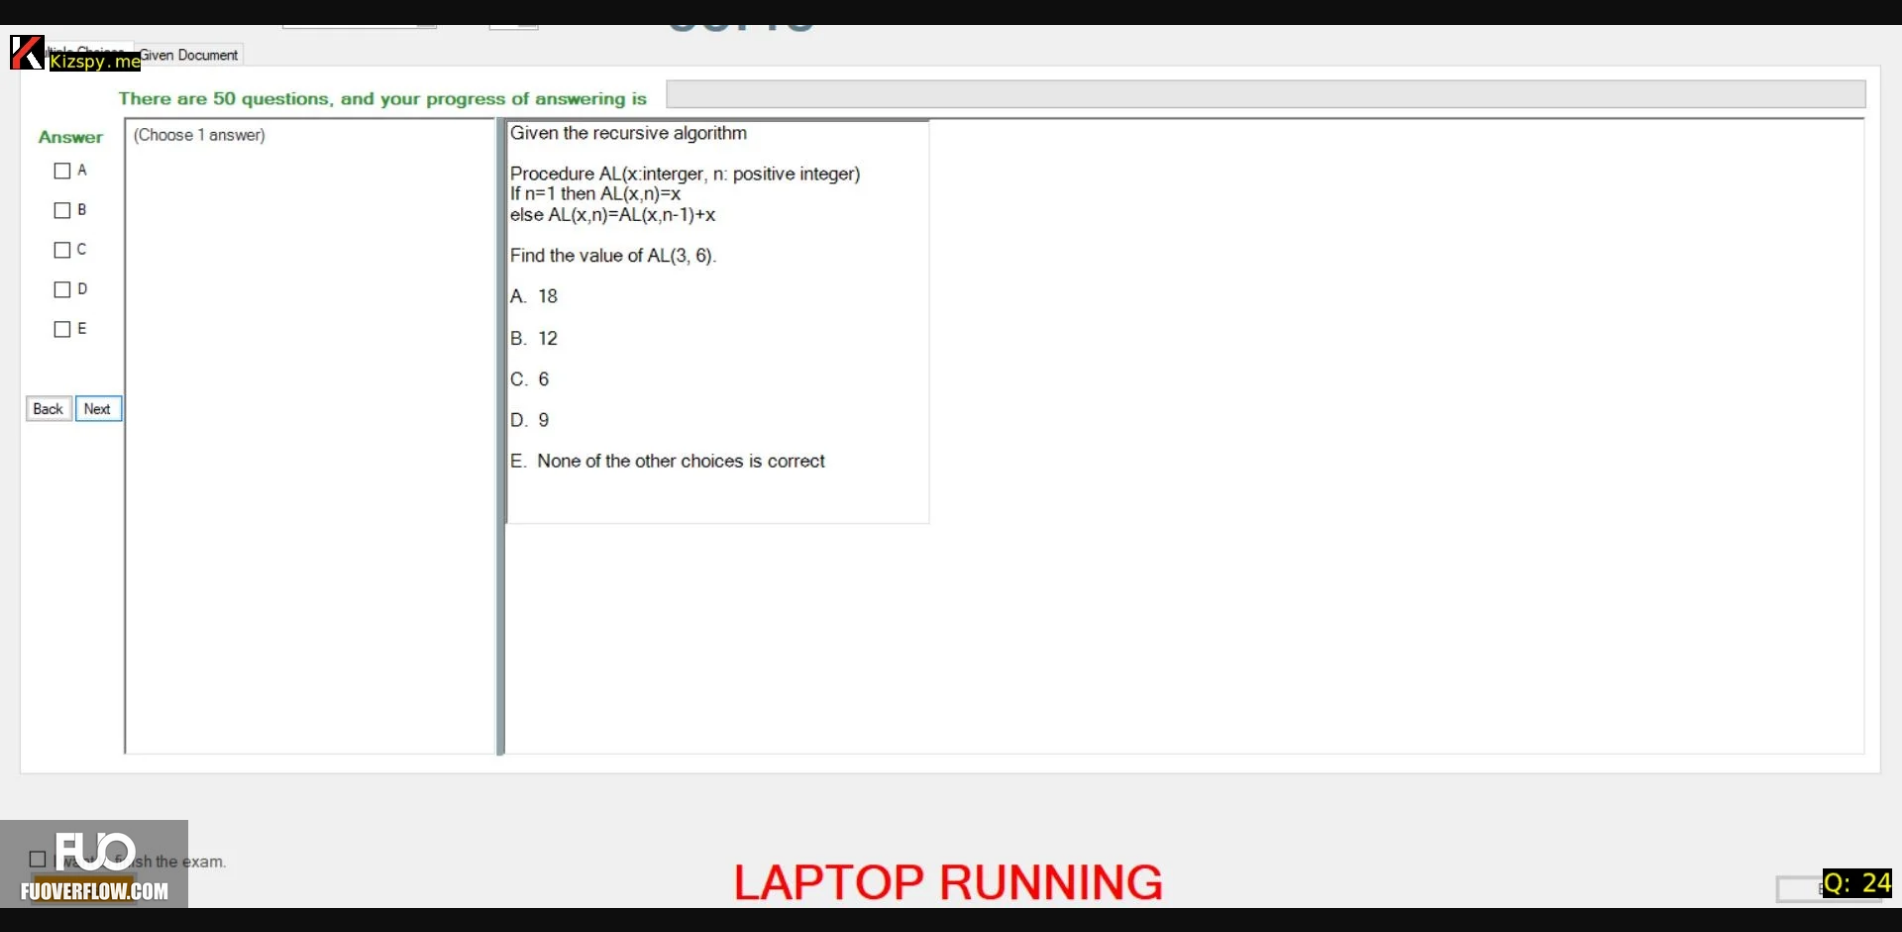 Given Document
Kizspy.me
There are 50 questions, and your progress of answering is
Answer
(Choose 1 answer)
A
B
C
D
E
Back
Next
Given the recursive algorithm
Procedure AL(x:interger, n: positive integer)
If n=1 then AL(x,n)=x
else AL(x,n)=AL(x,n-1)+x
Find the value of AL(3, 6).
A. 18
B. 12
C. 6
D. 9
E. None of the other choices is correct
FUO
the exam.
FUOVERFLOW.COM
LAPTOP RUNNING
Q: 24